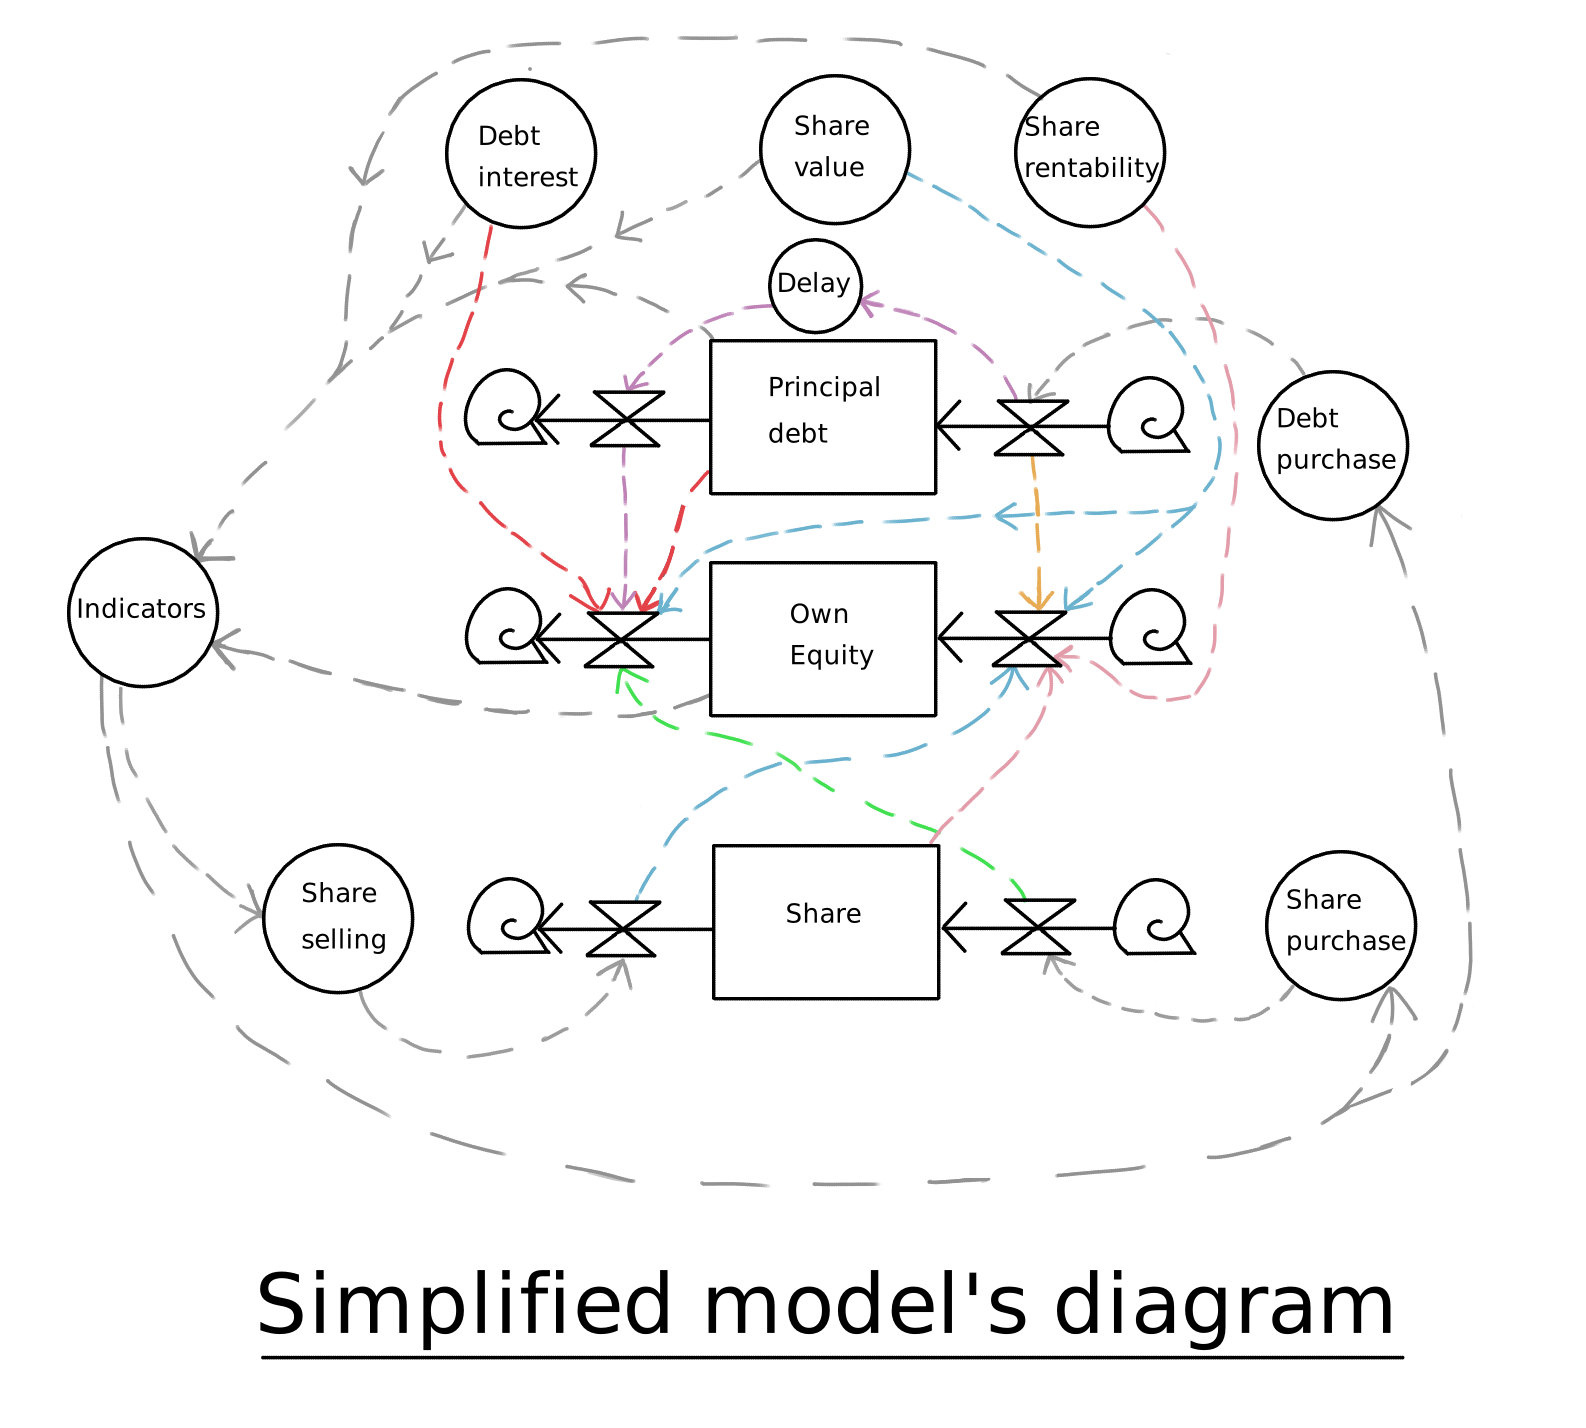 Debt
interest
Share
value
Share
rentability
Delay
Principal
debt
Debt
purchase
Indicators
Own
Equity
Share
selling
Share
Share
purchase
Simplified model's diagram